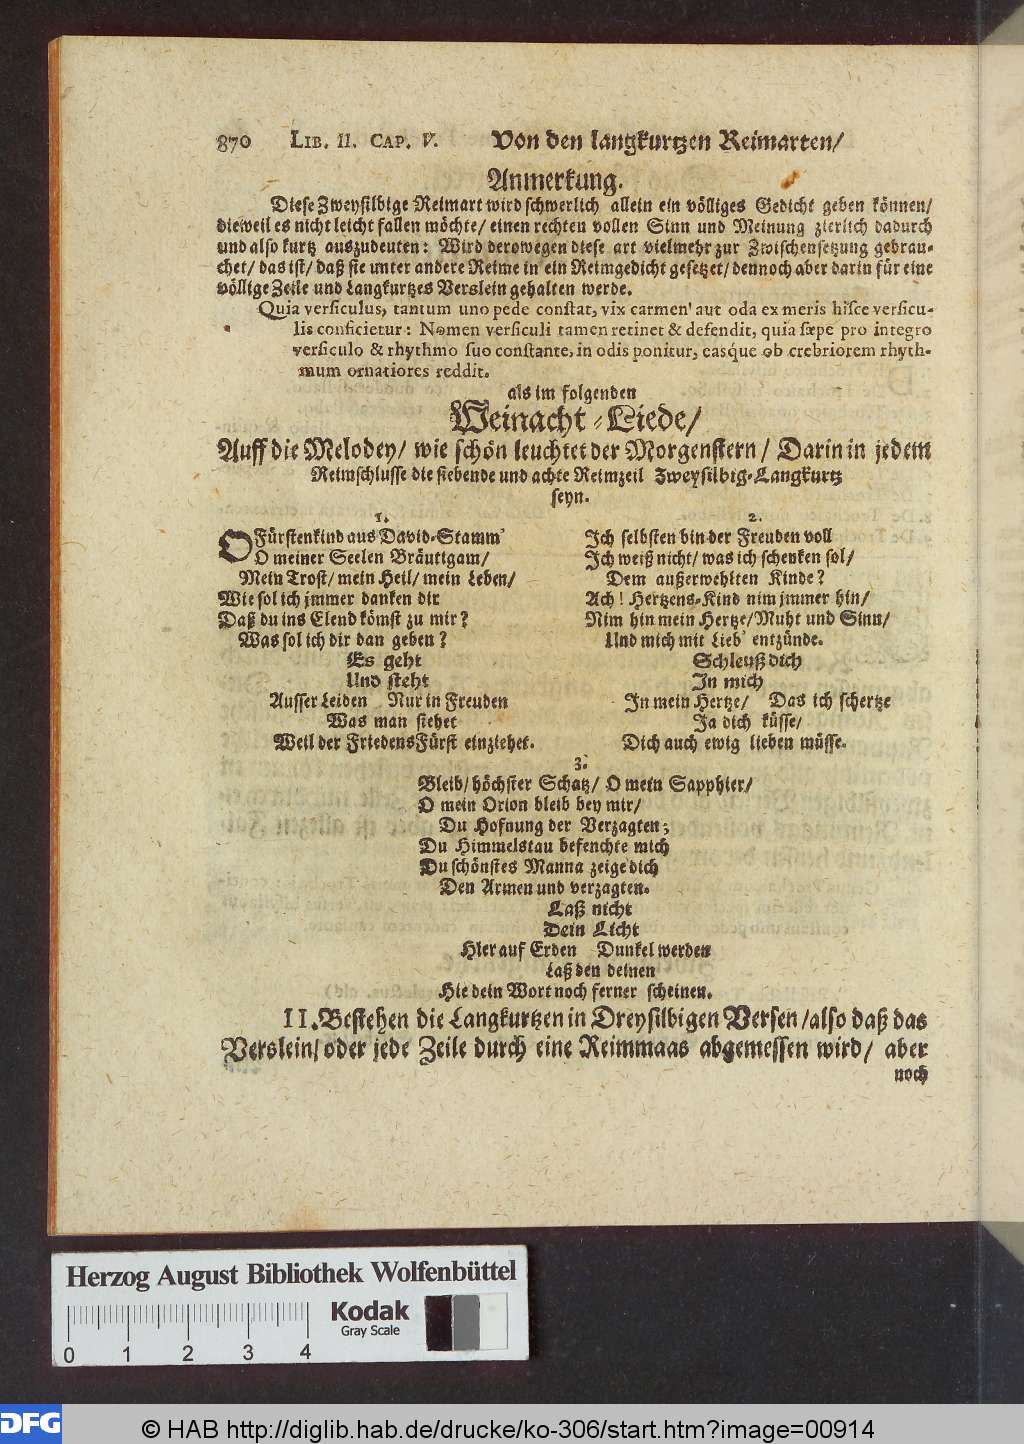 870 LIB. II. CAP. V. Von den langkurtzen Reimarten/
Anmerkung.
Diese Zweysilbige Reimart wird schwerlich allein ein völliges Gedicht geben können/
dieweil es nicht leicht fallen möchte/ einen rechten vollen Sinn und Meinung zierlich dadurch
und also kurtz auszudeuten: Wird derowegen diese art vielmehr zur Zwischensetzung gebrau-
chet/ das ist/ daß sie unter andere Reime in ein Reimgedicht gesetzet/ dennoch aber darin für eine
völlige Zeile und Langkurtzes Verslein gehalten werde.
Quia versiculus, tantum uno pede constat, vix carmen' aut oda ex meris hisce versicu-
lis conficietur: Nomen versiculi tamen retinet & defendit, quia sæpe pro integro
versiculo & rhythmo suo constante, in odis ponitur, easque ob crebriorem rhyth-
mum ornatiores reddit.
als im folgenden
Weinacht-Liede/
Auff die Melodey/ wie schön leuchtet der Morgenstern/ Darin in jedem
Reimschlusse die siebende und achte Reimzeil Zweysilbig-Langkurtz
seyn.
1.
O Fürstenkind aus David-Stamm'
O meiner Seelen Bräutigam/
Mein Trost/ mein Heil/ mein Leben/
Wie sol ich jmmer danken dir
Daß du ins Elend kömst zu mir?
Was sol ich dir dan geben?
Es geht
Und steht
Ausser Leiden Nur in Freuden
Was man siehet
Weil der FriedensFürst einziehet.
2.
Ich selbsten bin der Freuden voll
Ich weiß nicht/ was ich schenken sol/
Dem außerwehlten Kinde?
Ach! Hertzens-Kind nim jmmer hin/
Nim hin mein Hertze/ Muht und Sinn/
Und mich mit Lieb' entzünde.
Schleuß dich
In mich
In mein Hertze/ Das ich schertze
Ja dich küsse/
Dich auch ewig lieben müsse.
3.
Bleib/ höchster Schatz/ O mein Sapphier/
O mein Orion bleib bey mir/
Du Hofnung der Verzagten;
Du Himmelstau befenchte mich
Du schönstes Manna zeige dich
Den Armen und verzagten.
Laß nicht
Dein Licht
Hier auf Erden Dunkel werden
Laß den deinen
Hie dein Wort noch ferner scheinen.
II. Bestehen die Langkurtzen in Dreysilbigen Versen/ also daß das
Verslein/ oder jede Zeile durch eine Reimmaas abgemessen wird/ aber
noch
Herzog August Bibliothek Wolfenbüttel
Kodak
Gray Scale
0 1 2 3 4
DFG
© HAB http://diglib.hab.de/drucke/ko-306/start.htm?image=00914